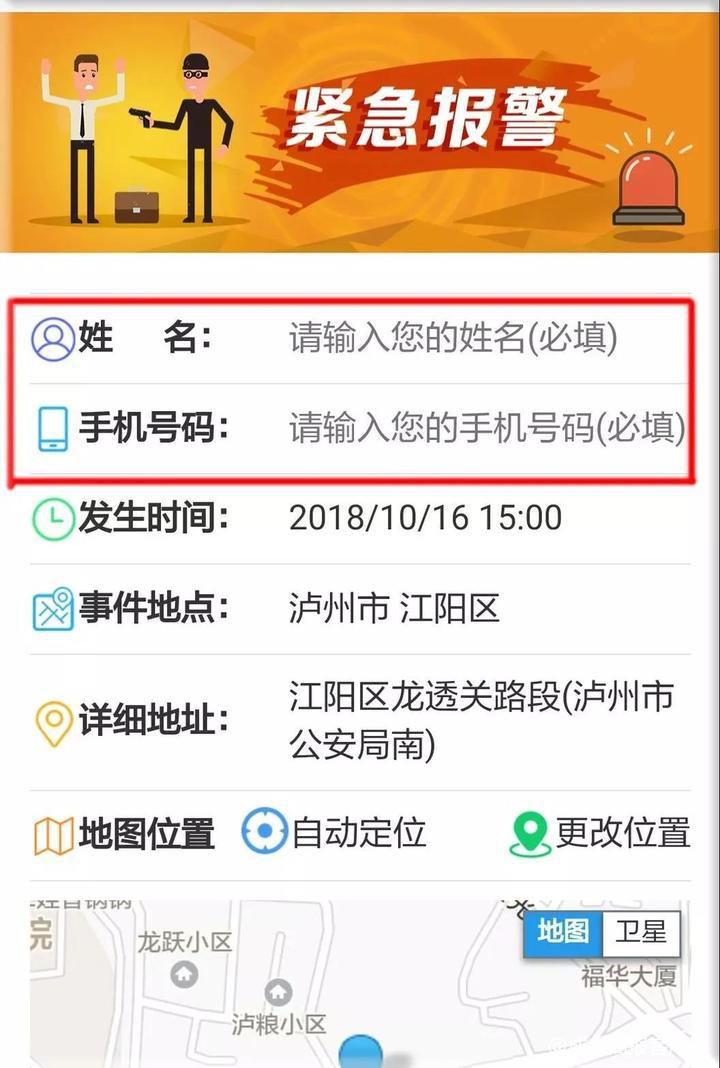 紧急报警
姓 名： 请输入您的姓名(必填)
手机号码： 请输入您的手机号码(必填)
发生时间： 2018/10/16 15:00
事件地点： 泸州市 江阳区
详细地址： 江阳区龙透关路段(泸州市
公安局南)
地图位置 自动定位 更改位置
院
地图 卫星
龙跃小区
福华大厦
泸粮小区